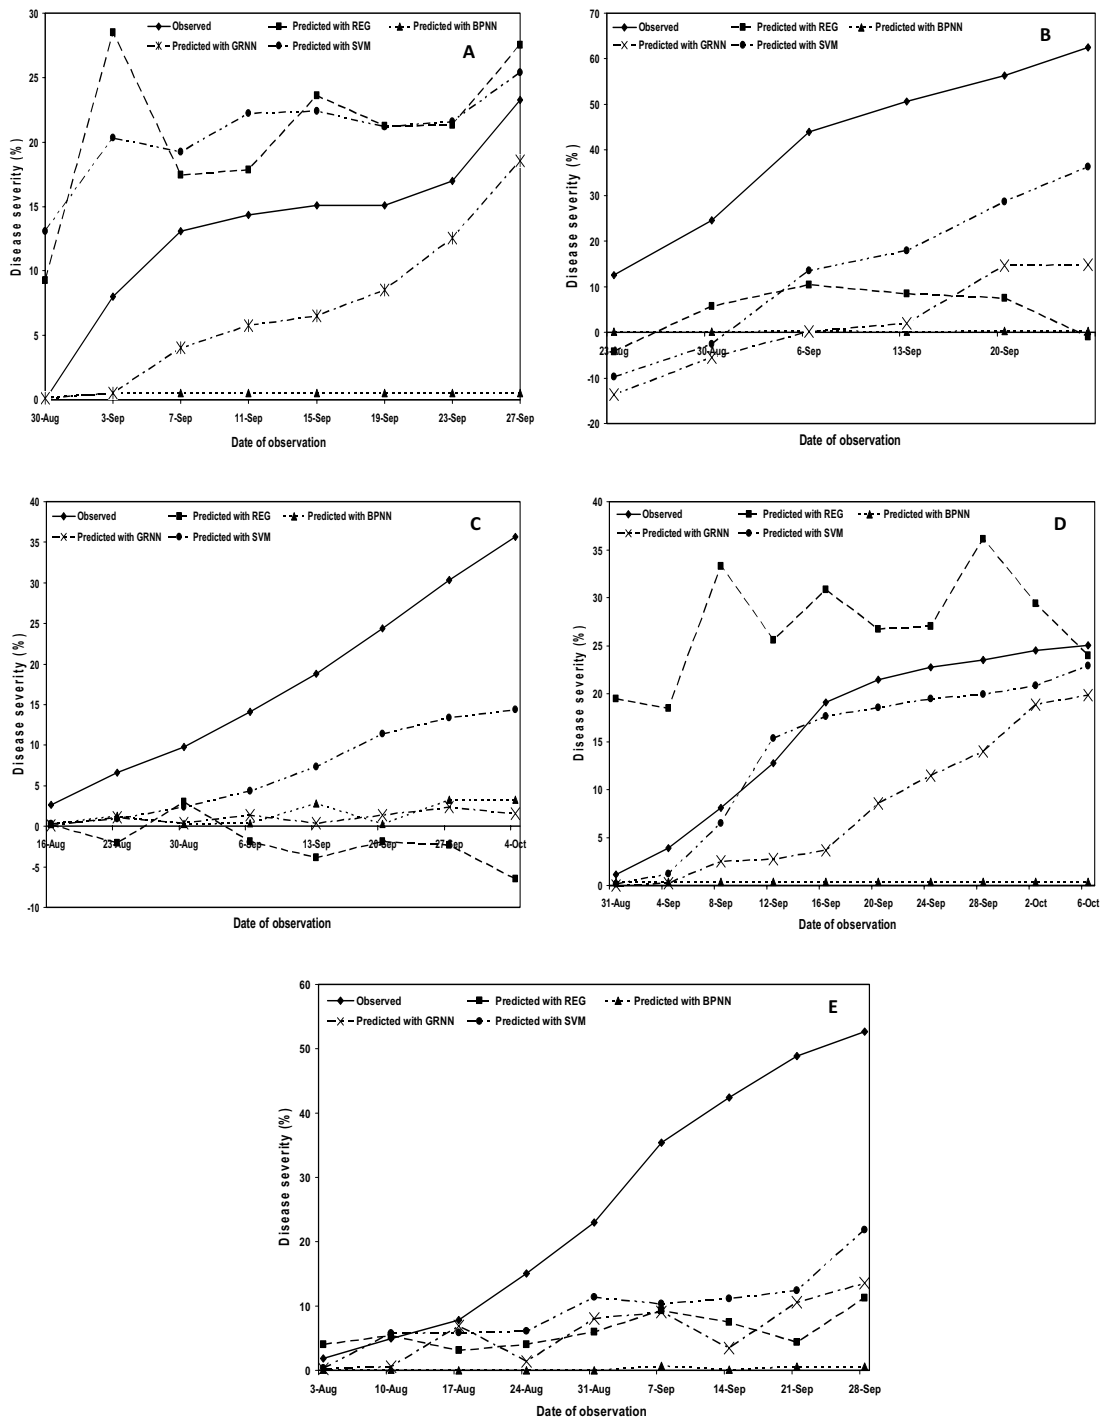 Observed Predicted with REG Predicted with BPNN
Predicted with GRNN Predicted with SVM
A
Disease severity (%)
30
25
20
15
10
5
0
30-Aug 3-Sep 7-Sep 11-Sep 15-Sep 19-Sep 23-Sep 27-Sep
Date of observation
Observed Predicted with REG Predicted with BPNN
Predicted with GRNN Predicted with SVM
B
Disease severity (%)
70
60
50
40
30
20
10
0
-10
-20
23-Aug 30-Aug 6-Sep 13-Sep 20-Sep
Date of observation
Observed Predicted with REG Predicted with BPNN
Predicted with GRNN Predicted with SVM
C
Disease severity (%)
40
35
30
25
20
15
10
5
0
-5
-10
16-Aug 23-Aug 30-Aug 6-Sep 13-Sep 20-Sep 27-Sep 4-Oct
Date of observation
Observed Predicted with REG Predicted with BPNN
Predicted with GRNN Predicted with SVM
D
Disease severity (%)
40
35
30
25
20
15
10
5
0
31-Aug 4-Sep 8-Sep 12-Sep 16-Sep 20-Sep 24-Sep 28-Sep 2-Oct 6-Oct
Date of observation
Observed Predicted with REG Predicted with BPNN
Predicted with GRNN Predicted with SVM
E
Disease severity (%)
60
50
40
30
20
10
0
3-Aug 10-Aug 17-Aug 24-Aug 31-Aug 7-Sep 14-Sep 21-Sep 28-Sep
Date of observation